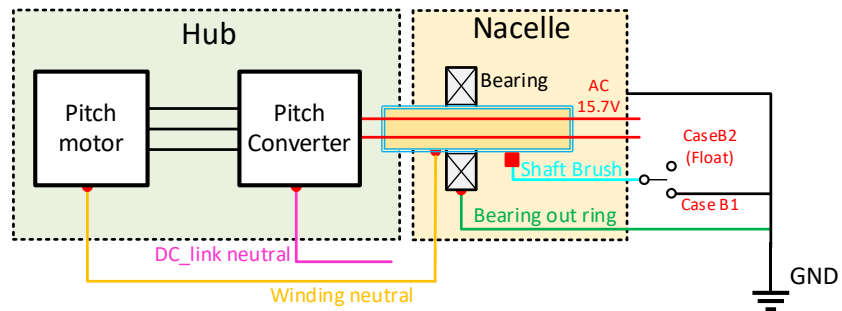 Hub
Nacelle
Pitch
motor
Pitch
Converter
Bearing
AC
15.7V
CaseB2
(Float)
Shaft Brush
Case B1
Bearing out ring
DC_link neutral
Winding neutral
GND